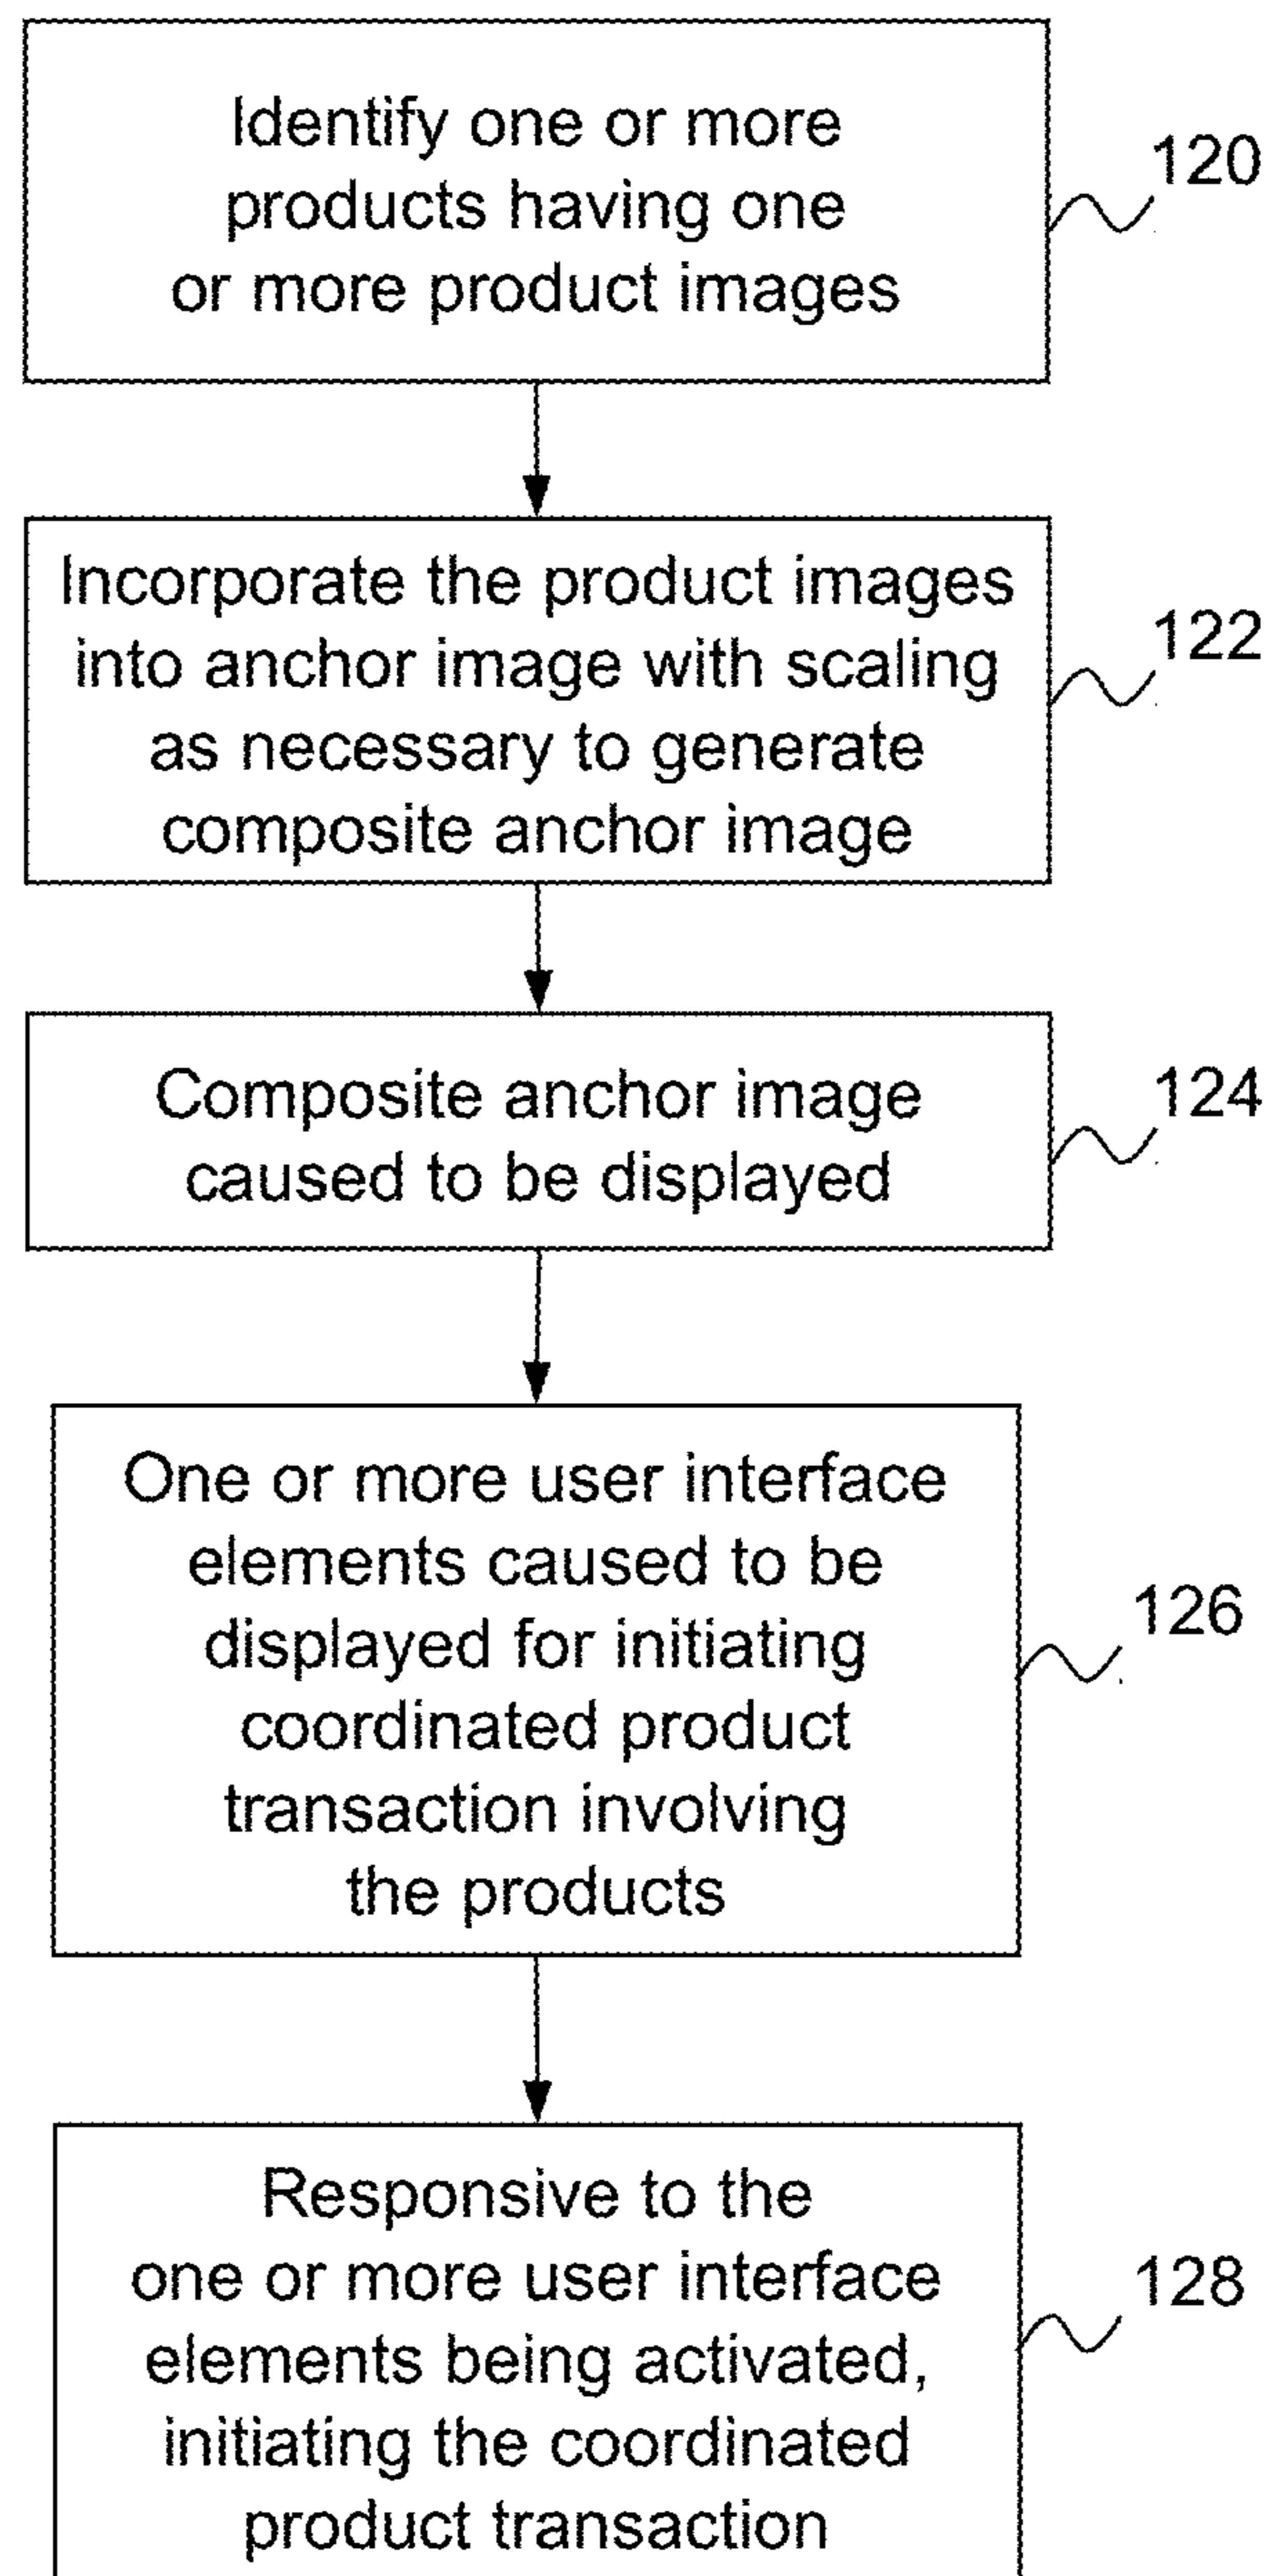 Identify one or more
products having one
or more product images
120
Incorporate the product images
into anchor image with scaling
as necessary to generate
composite anchor image
122
Composite anchor image
caused to be displayed
124
One or more user interface
elements caused to be
displayed for initiating
coordinated product
transaction involving
the products
126
Responsive to the
one or more user interface
elements being activated,
initiating the coordinated
product transaction
128